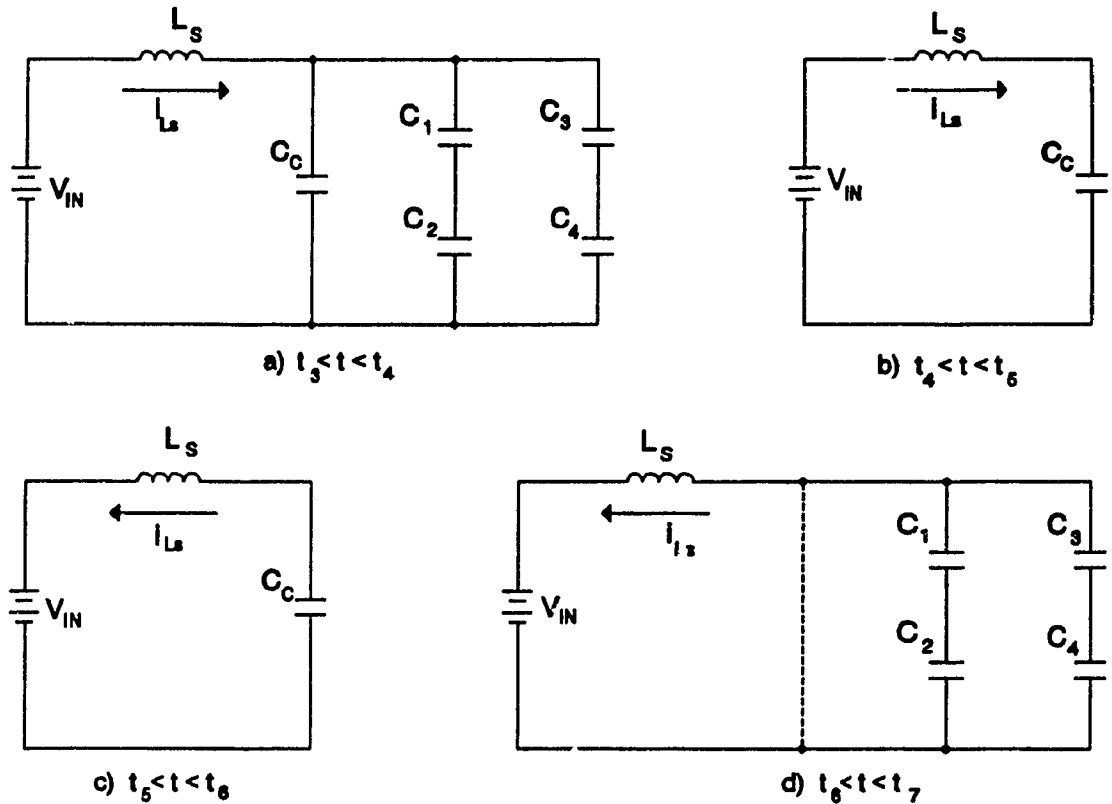 L_S
i_Ls
V_IN
C_C
C_1
C_2
C_3
C_4
a) t_3 < t < t_4
L_S
i_Ls
V_IN
C_C
b) t_4 < t < t_5
L_S
i_Ls
V_IN
C_C
c) t_5 < t < t_6
L_S
V_IN
C_1
C_2
C_3
C_4
d) t_6 < t < t_7